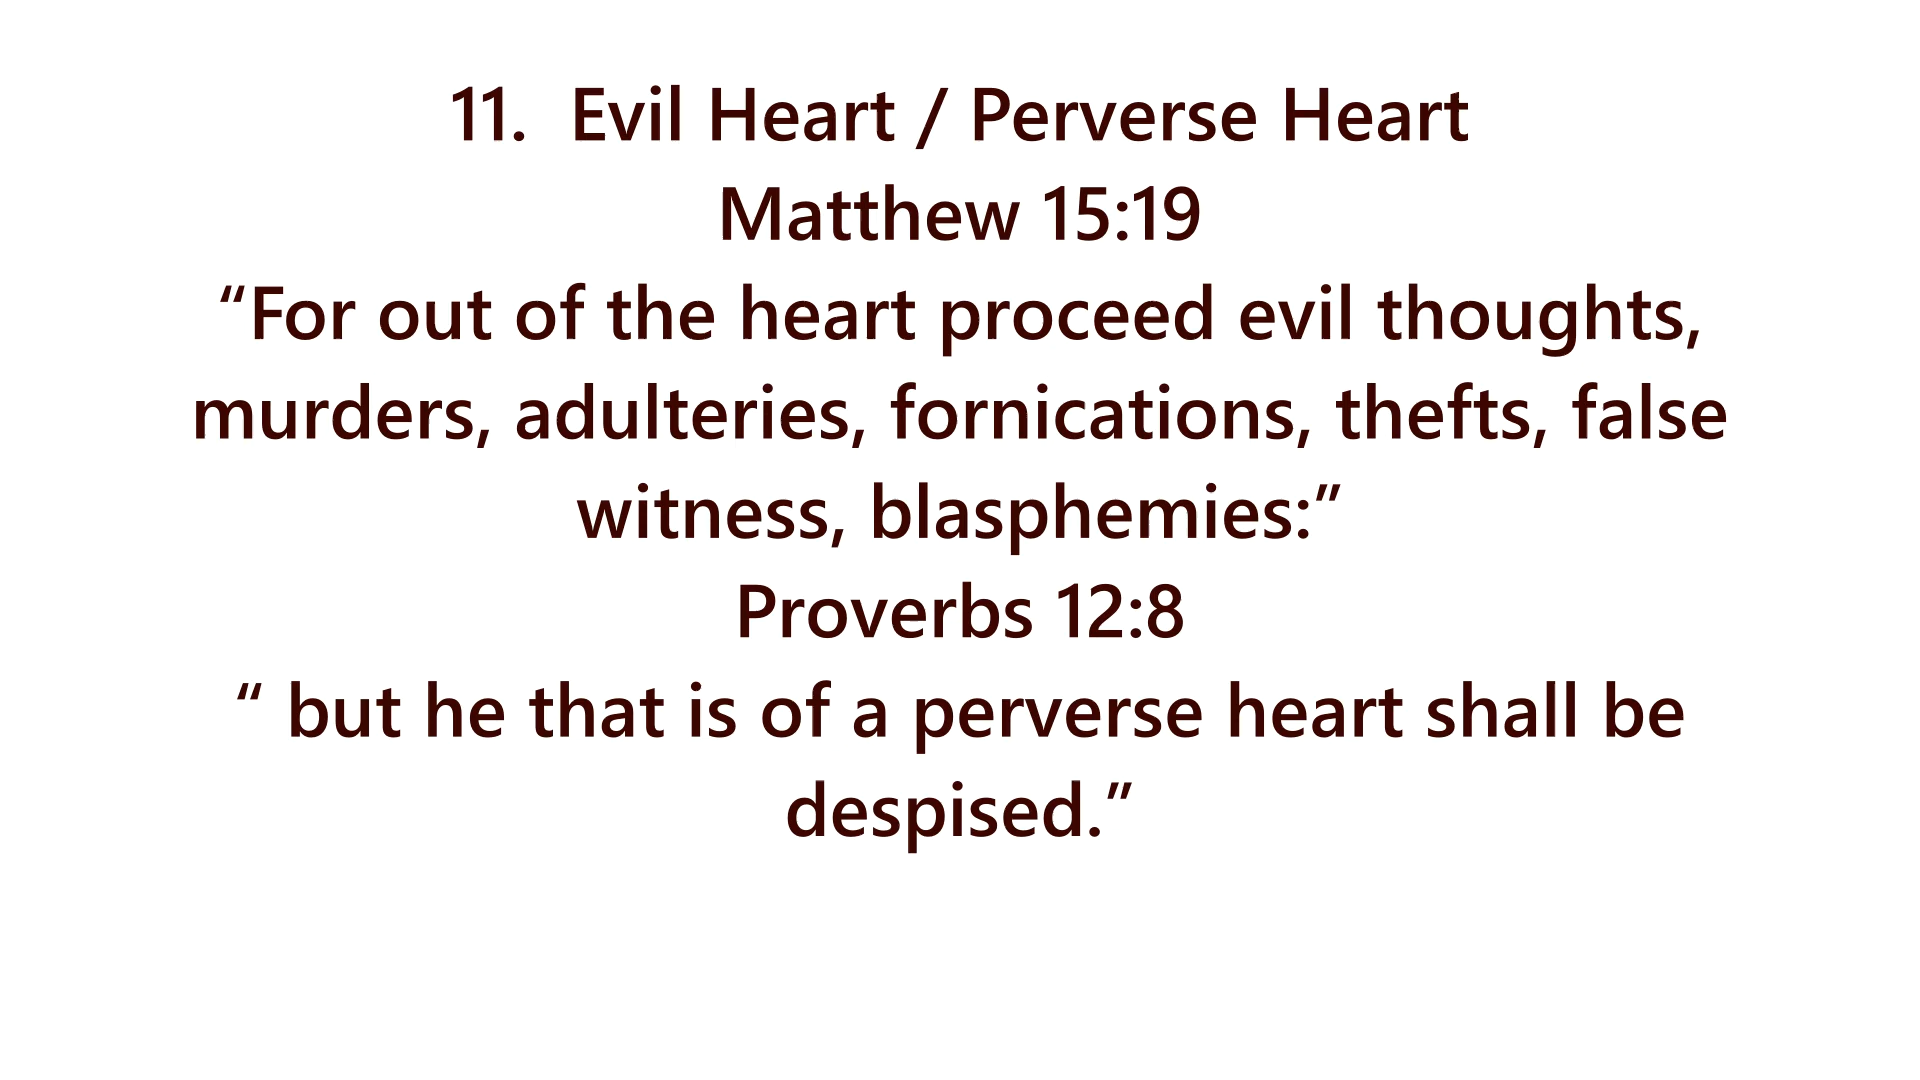 11.  Evil Heart / Perverse Heart
Matthew 15:19
“For out of the heart proceed evil thoughts,
murders, adulteries, fornications, thefts, false
witness, blasphemies:”
Proverbs 12:8
“ but he that is of a perverse heart shall be
despised.”